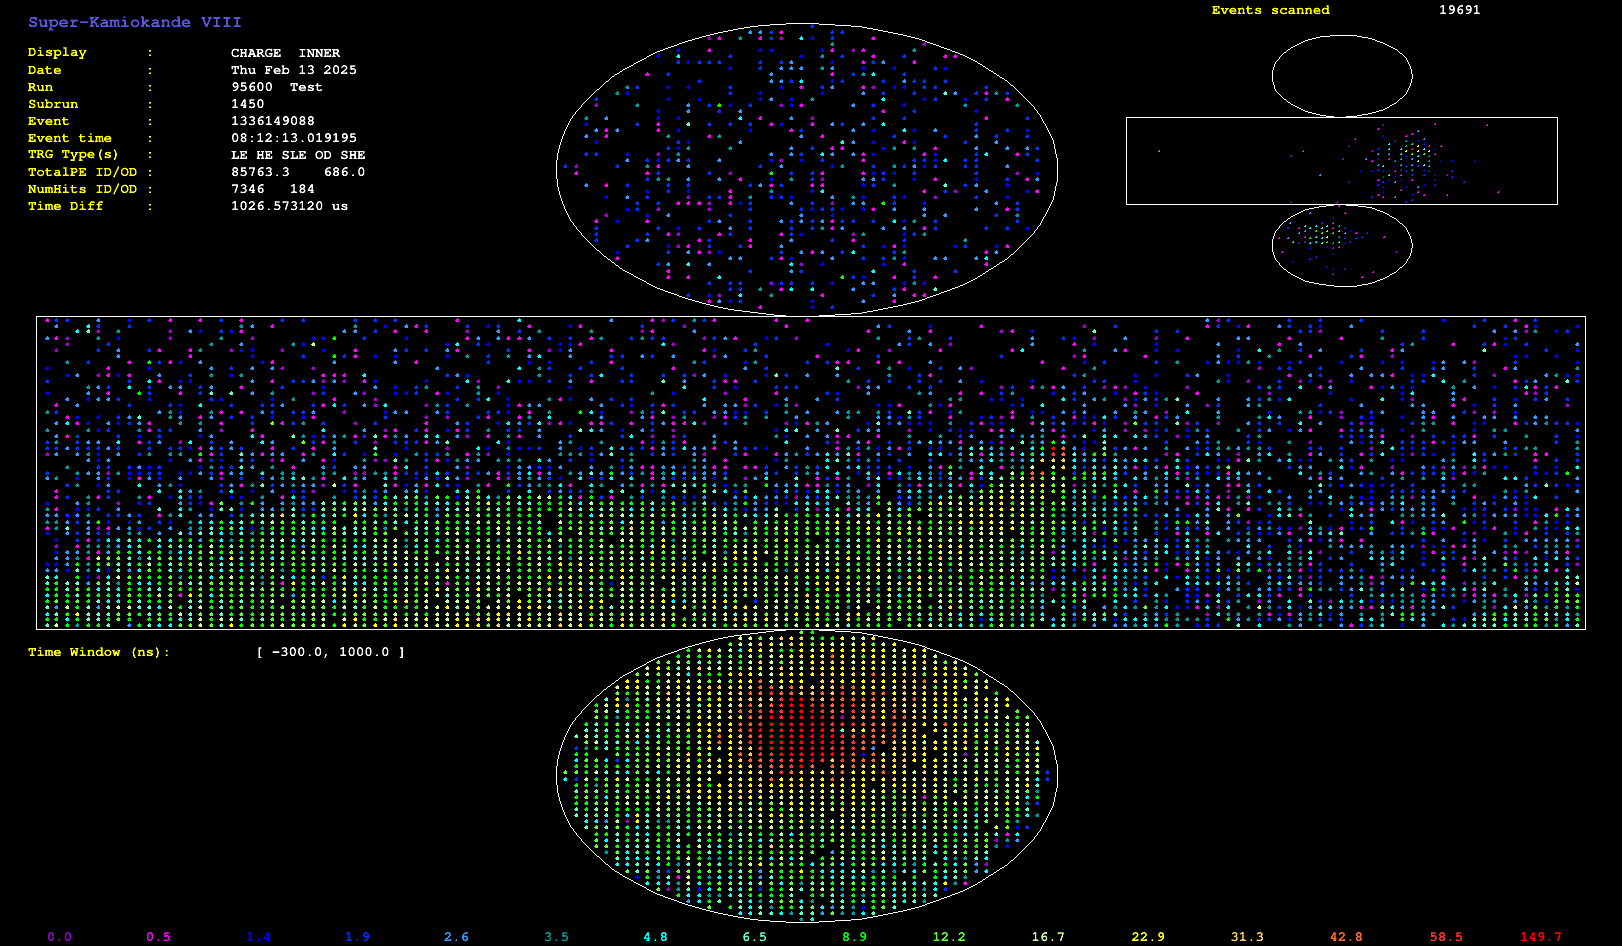 Super-Kamiokande VIII
Events scanned 19691
Display : CHARGE INNER
Date : Thu Feb 13 2025
Run : 95600 Test
Subrun : 1450
Event : 1336149088
Event time : 08:12:13.019195
TRG Type(s) : LE HE SLE OD SHE
TotalPE ID/OD : 85763.3 686.0
NumHits ID/OD : 7346 184
Time Diff : 1026.573120 us
Time Window (ns): [ -300.0, 1000.0 ]
0.0 0.5 1.4 1.9 2.6 3.5 4.8 6.5 8.9 12.2 16.7 22.9 31.3 42.8 58.5 149.7